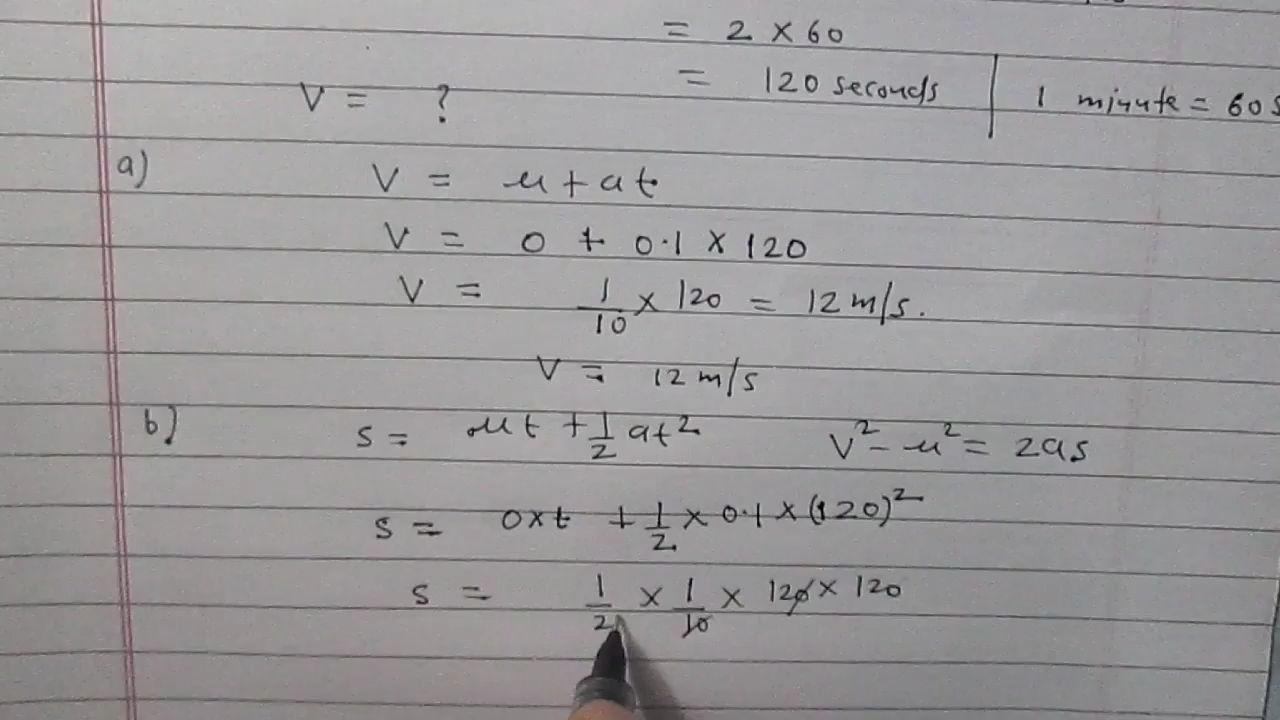 = 2 × 60
= 120 seconds | 1 minute = 60s
V = ?
a) V = u + at
V = 0 + 0.1 × 120
V = 1/10 × 120 = 12 m/s.
V = 12 m/s
b) s = ut + 1/2 at² V² - u² = 2as
s = 0×t + 1/2 × 0.1 × (120)²
s = 1/2 × 1/10 × 120 × 120